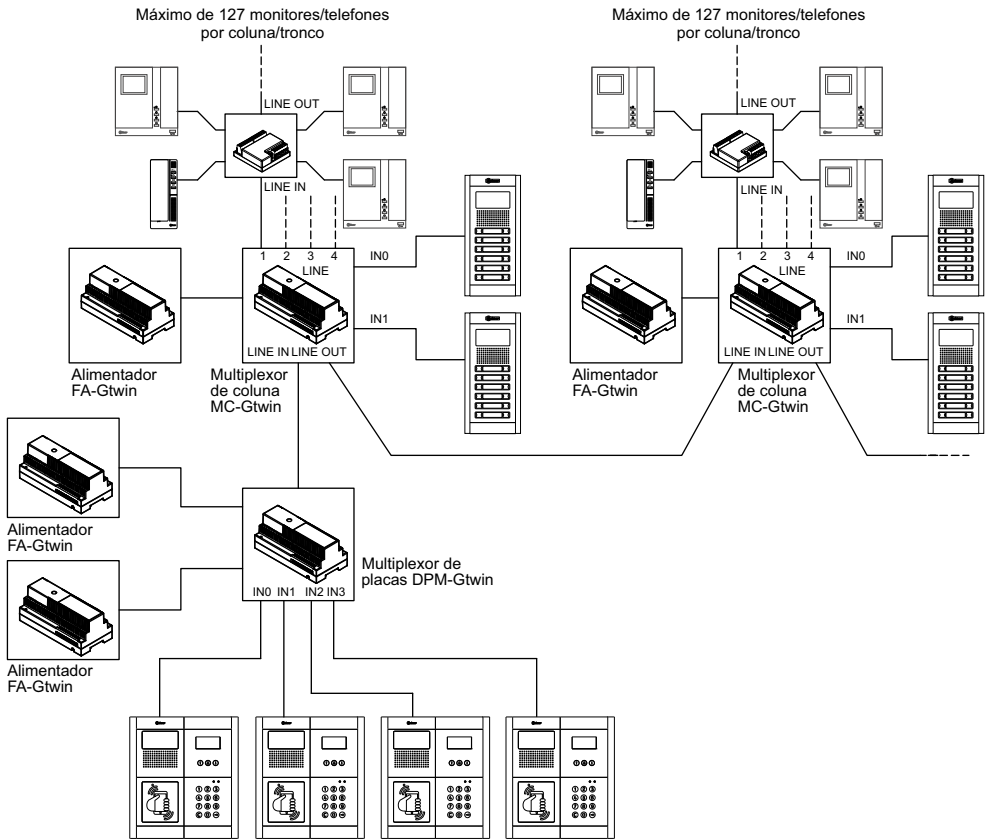 Máximo de 127 monitores/telefones
por coluna/tronco
Máximo de 127 monitores/telefones
por coluna/tronco
LINE OUT
LINE OUT
LINE IN
LINE IN
1 2 3 4
LINE
IN0
1 2 3 4
LINE
IN0
IN1
IN1
LINE IN LINE OUT
LINE IN LINE OUT
Alimentador
FA-Gtwin
Multiplexor
de coluna
MC-Gtwin
Alimentador
FA-Gtwin
Multiplexor
de coluna
MC-Gtwin
Alimentador
FA-Gtwin
Multiplexor de
placas DPM-Gtwin
IN0 IN1 IN2 IN3
Alimentador
FA-Gtwin